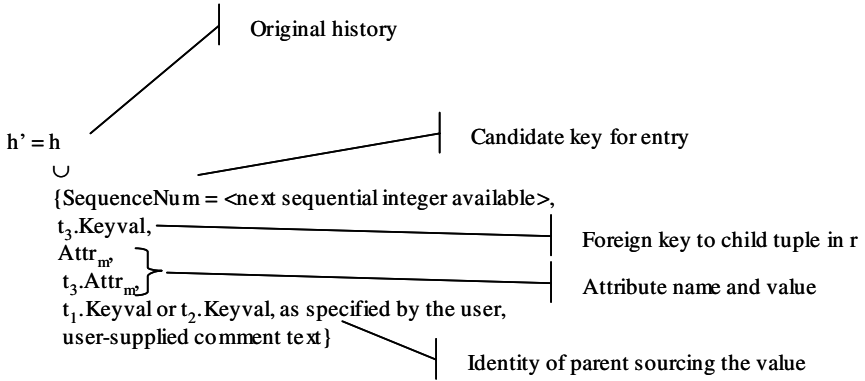 Original history
h’ = h
Candidate key for entry
∪
{SequenceNum = <next sequential integer available>,
t3.Keyval,
Foreign key to child tuple in r
Attrm,
Attribute name and value
t3.Attrm,
t1.Keyval or t2.Keyval, as specified by the user,
user-supplied comment text}
Identity of parent sourcing the value